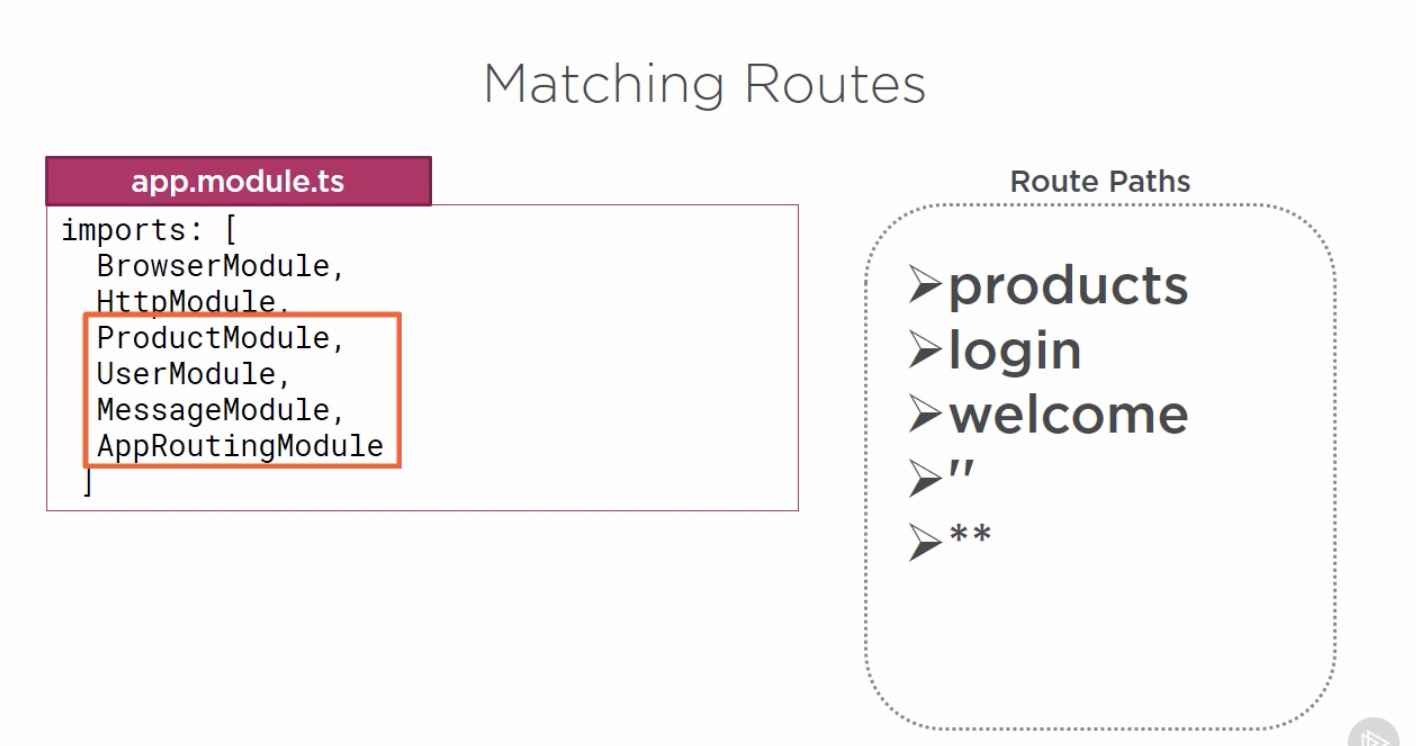 Matching Routes
app.module.ts
imports: [
BrowserModule,
HttpModule,
ProductModule,
UserModule,
MessageModule,
AppRoutingModule
]
Route Paths
➢products
➢login
➢welcome
➢''
➢**